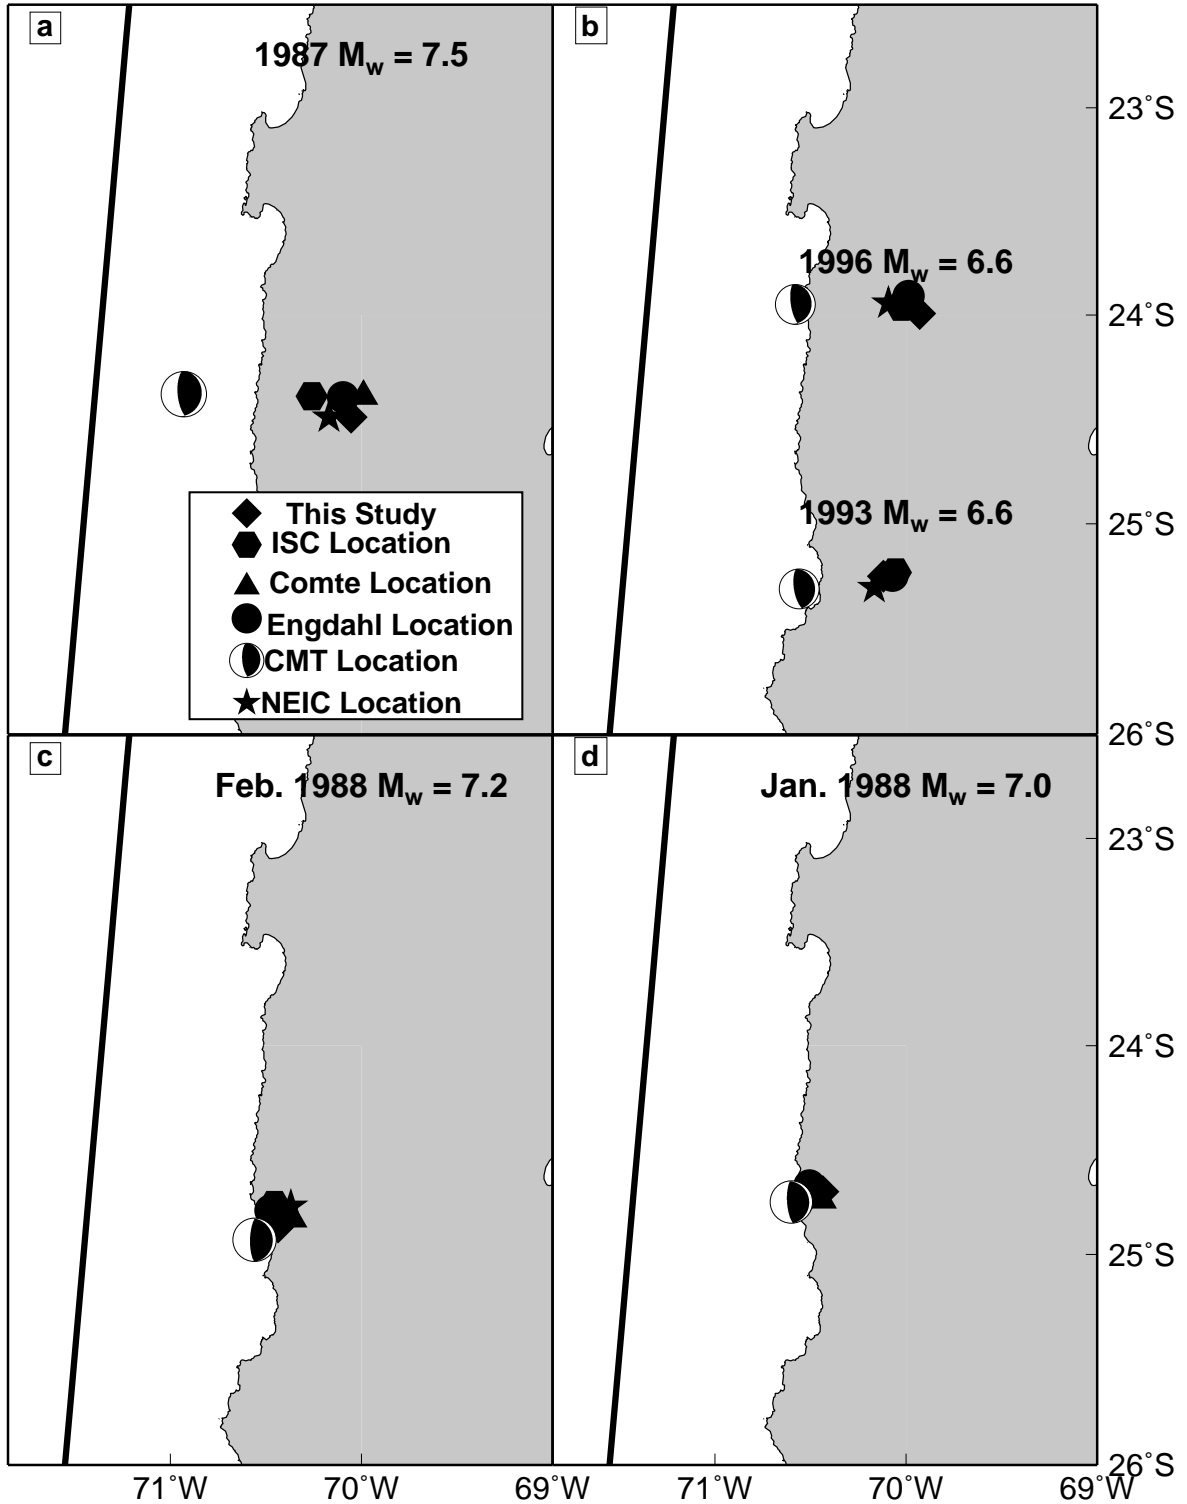 a
1987 Mw = 7.5
This Study
ISC Location
Comte Location
Engdahl Location
CMT Location
NEIC Location
b
1996 Mw = 6.6
1993 Mw = 6.6
23˚S
24˚S
25˚S
26˚S
c
Feb. 1988 Mw = 7.2
d
Jan. 1988 Mw = 7.0
23˚S
24˚S
25˚S
26˚S
71˚W
70˚W
69˚W
71˚W
70˚W
69˚W